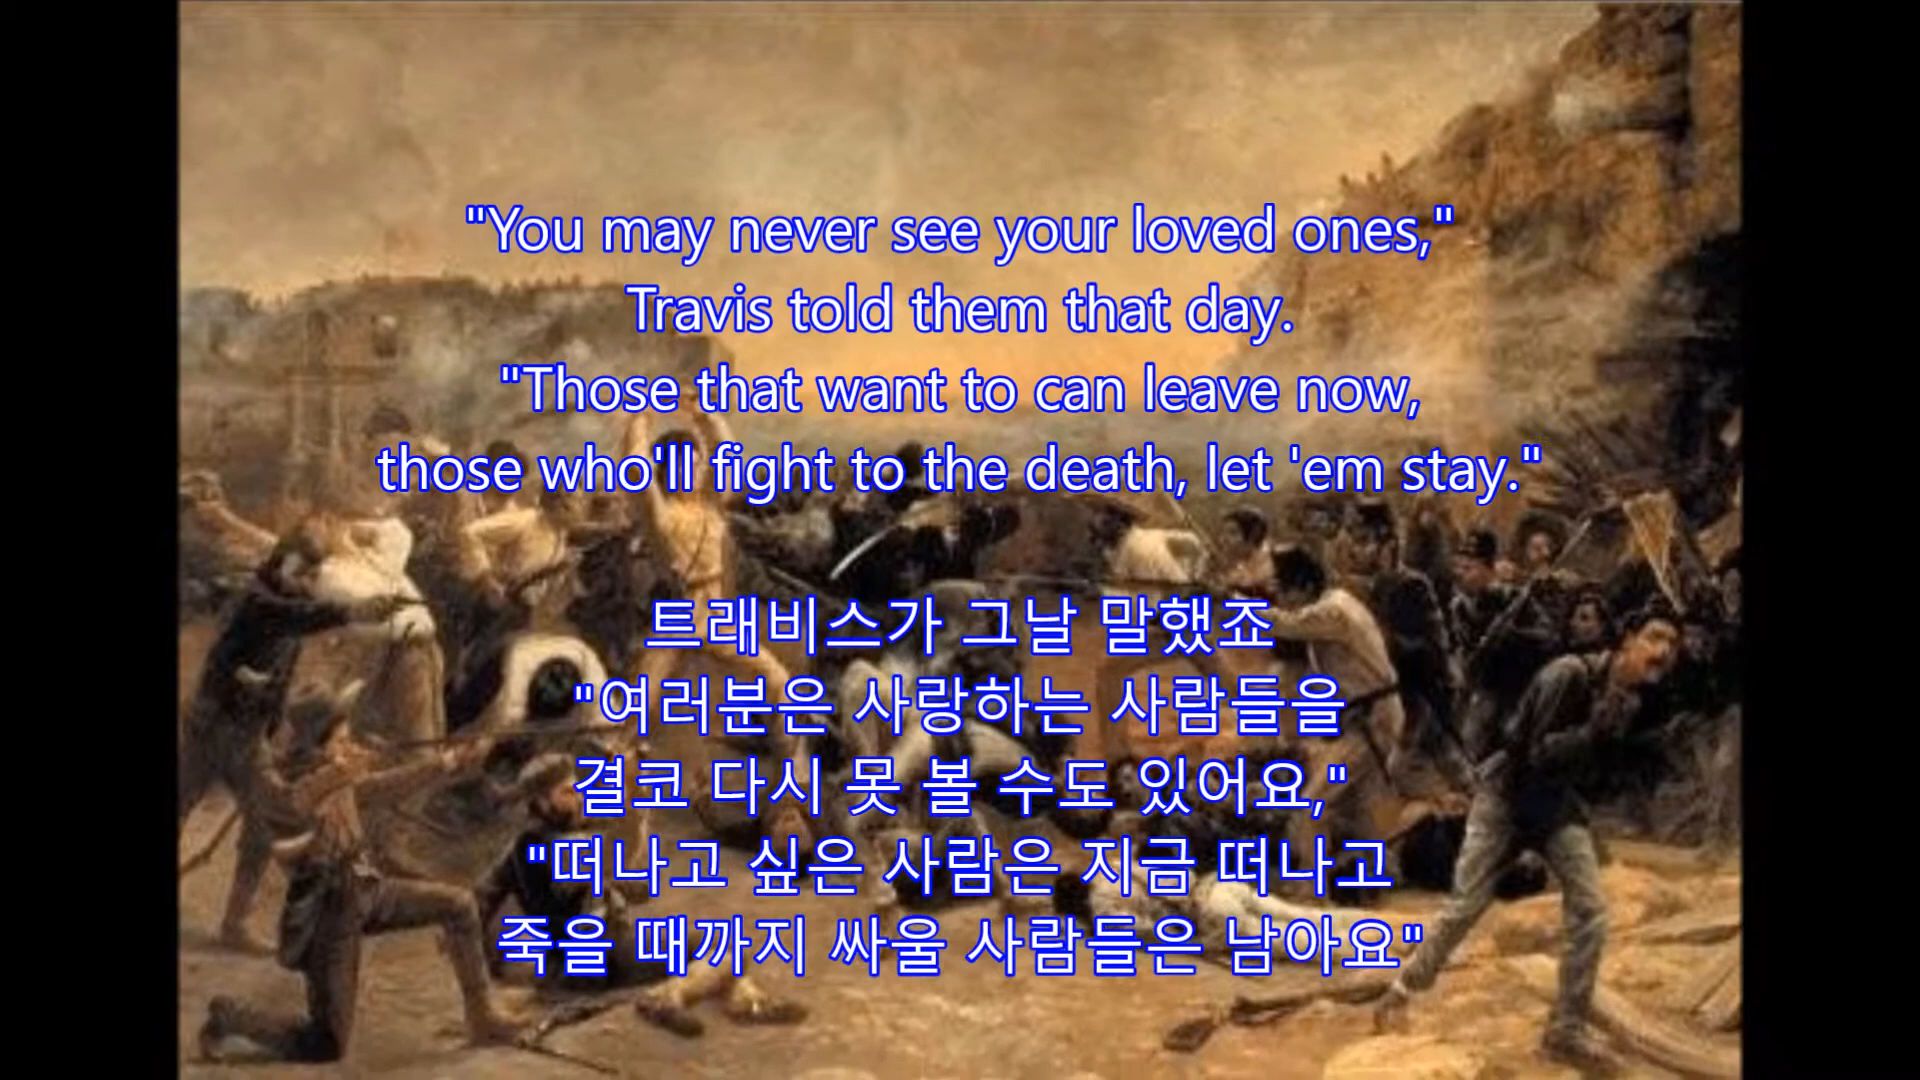 "You may never see your loved ones,"
Travis told them that day.
"Those that want to can leave now,
those who'll fight to the death, let 'em stay."
트래비스가 그날 말했죠
"여러분은 사랑하는 사람들을
결코 다시 못 볼 수도 있어요,"
"떠나고 싶은 사람은 지금 떠나고
죽을 때까지 싸울 사람들은 남아요"